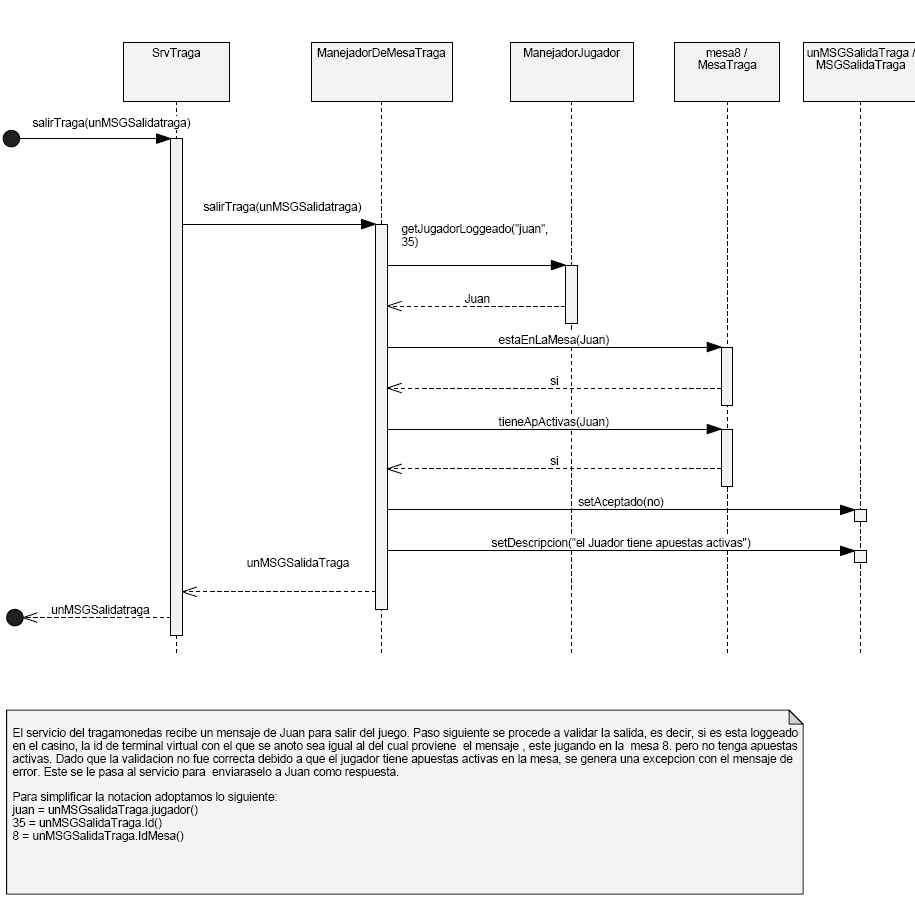 SrvTraga
ManejadorDeMesaTraga
ManejadorJugador
mesa8 /
MesaTraga
unMSGSalidaTraga /
MSGSalidaTraga
salirTraga(unMSGSalidatraga)
salirTraga(unMSGSalidatraga)
getJugadorLoggeado("juan",
35)
Juan
estaEnLaMesa(Juan)
si
tieneApActivas(Juan)
si
setAceptado(no)
setDescripcion("el Juador tiene apuestas activas")
unMSGSalidaTraga
unMSGSalidatraga
El servicio del tragamonedas recibe un mensaje de Juan para salir del juego. Paso siguiente se procede a validar la salida, es decir, si es esta loggeado
en el casino, la id de terminal virtual con el que se anoto sea igual al del cual proviene el mensaje , este jugando en la mesa 8. pero no tenga apuestas
activas. Dado que la validacion no fue correcta debido a que el jugador tiene apuestas activas en la mesa, se genera una excepcion con el mensaje de
error. Este se le pasa al servicio para enviaraselo a Juan como respuesta.
Para simplificar la notacion adoptamos lo siguiente:
juan = unMSGsalidaTraga.jugador()
35 = unMSGSalidaTraga.Id()
8 = unMSGSalidaTraga.IdMesa()